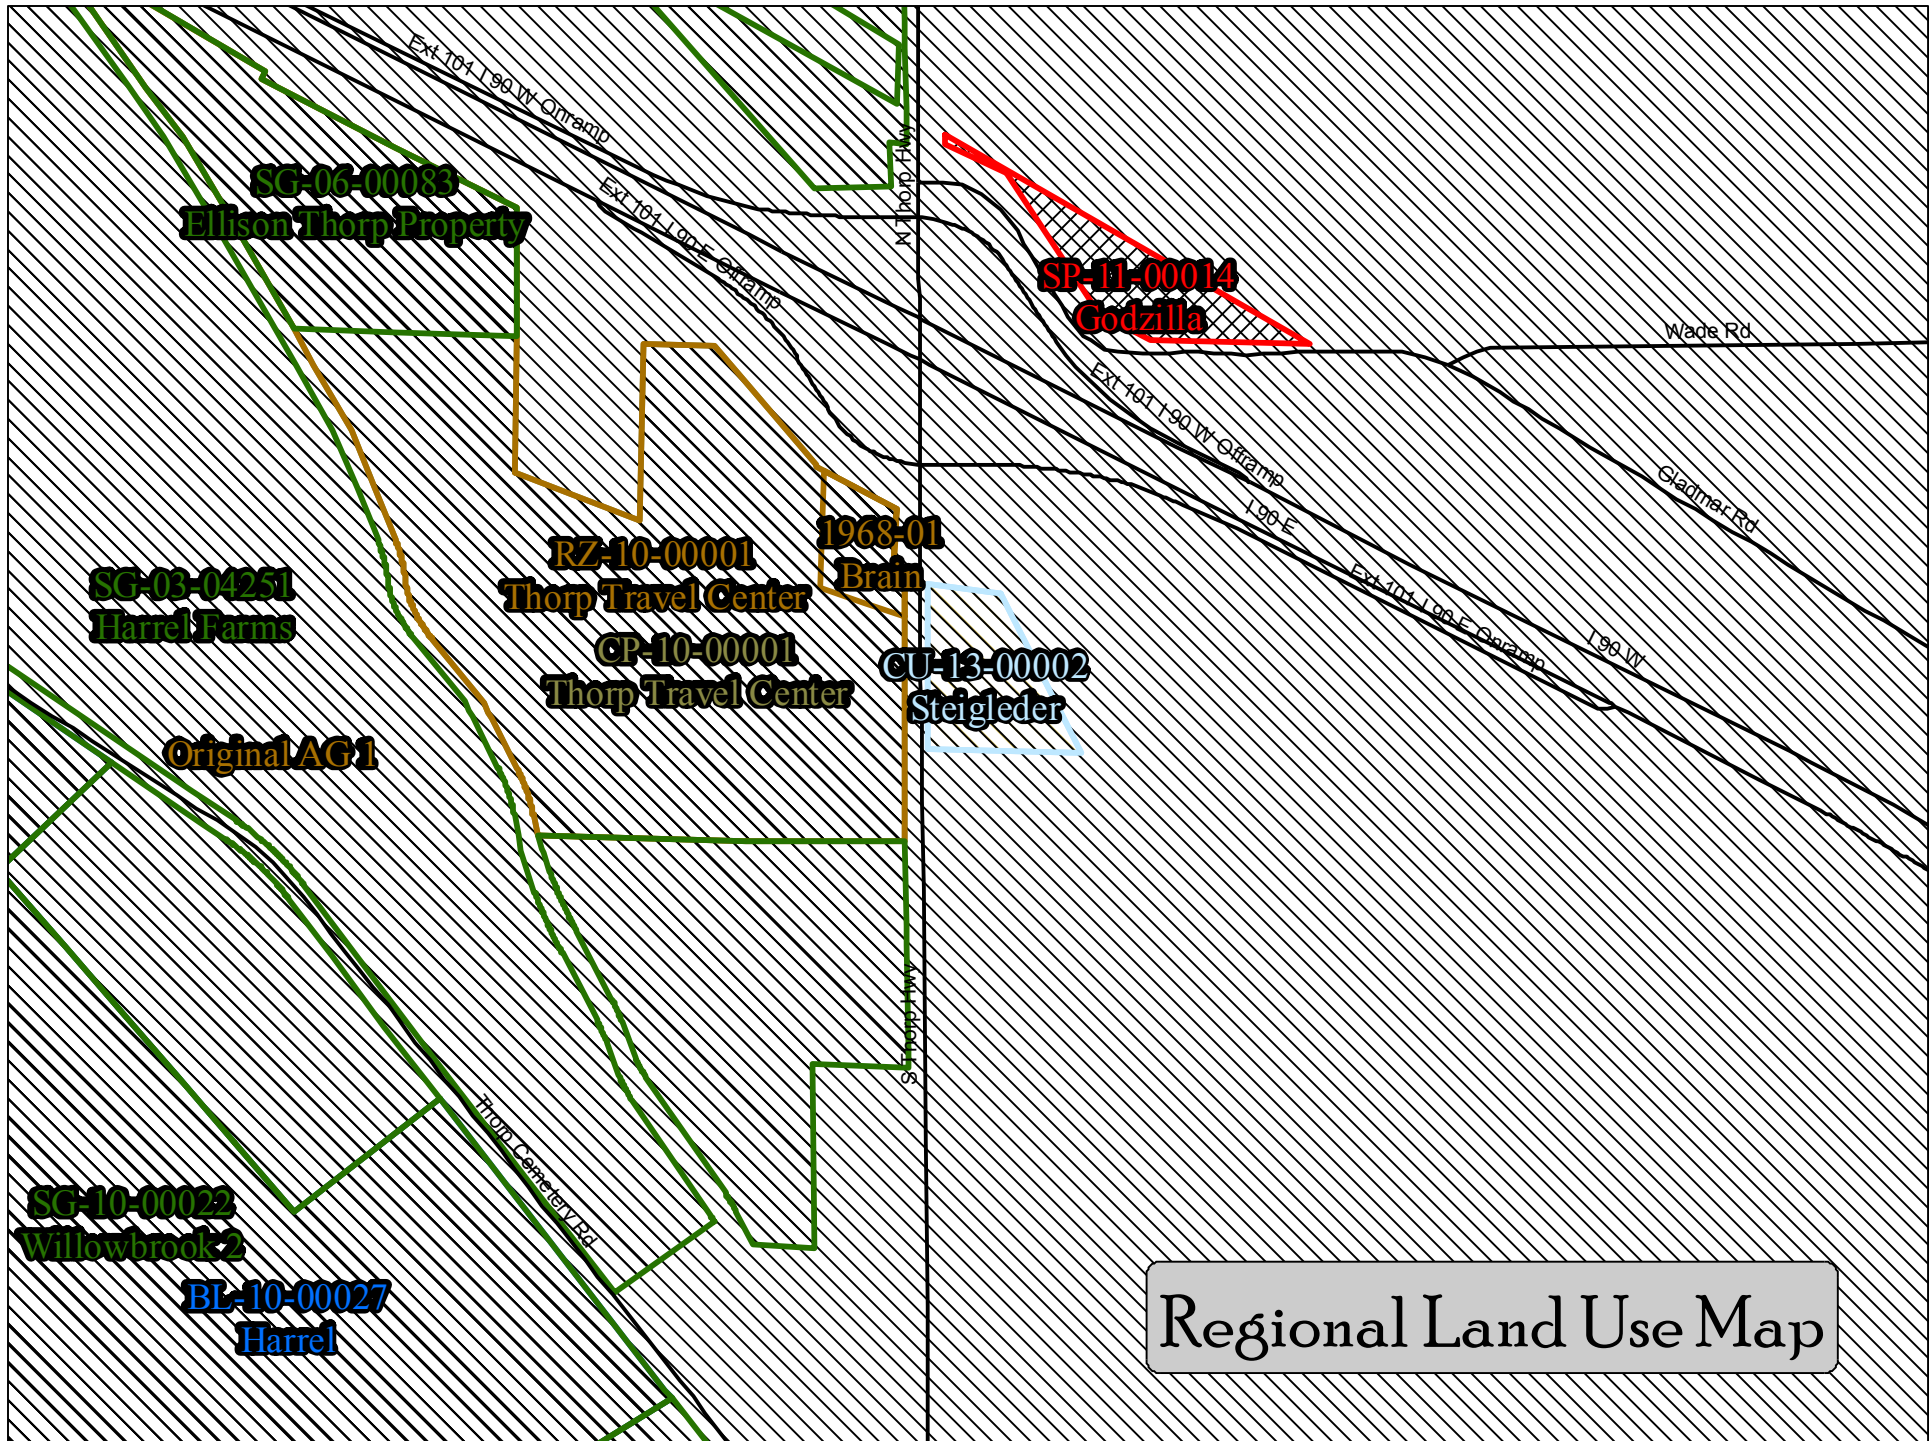 Ext 101 I 90 W Onramp
N Thorp Hwy
SG-06-00083
Ellison Thorp Property
Ext 101 I 90 E Offramp
SP-11-00014
Godzilla
Wade Rd
Ext 101 I 90 W Offramp
Gladmar Rd
I 90 E
1968-01
Brain
RZ-10-00001
Thorp Travel Center
SG-03-04251
Harrel Farms
CP-10-00001
Thorp Travel Center
Ext 101 I 90 E Onramp
I 90 W
CU-13-00002
Steigleder
Original AG 1
S Thorp Hwy
Thorp Cemetery Rd
SG-10-00022
Willowbrook 2
BL-10-00027
Harrel
Regional Land Use Map